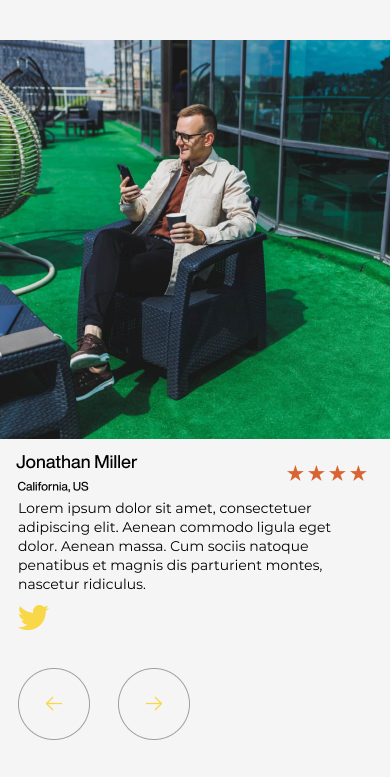 Jonathan Miller
California, US
Lorem ipsum dolor sit amet, consectetuer
adipiscing elit. Aenean commodo ligula eget
dolor. Aenean massa. Cum sociis natoque
penatibus et magnis dis parturient montes,
nascetur ridiculus.